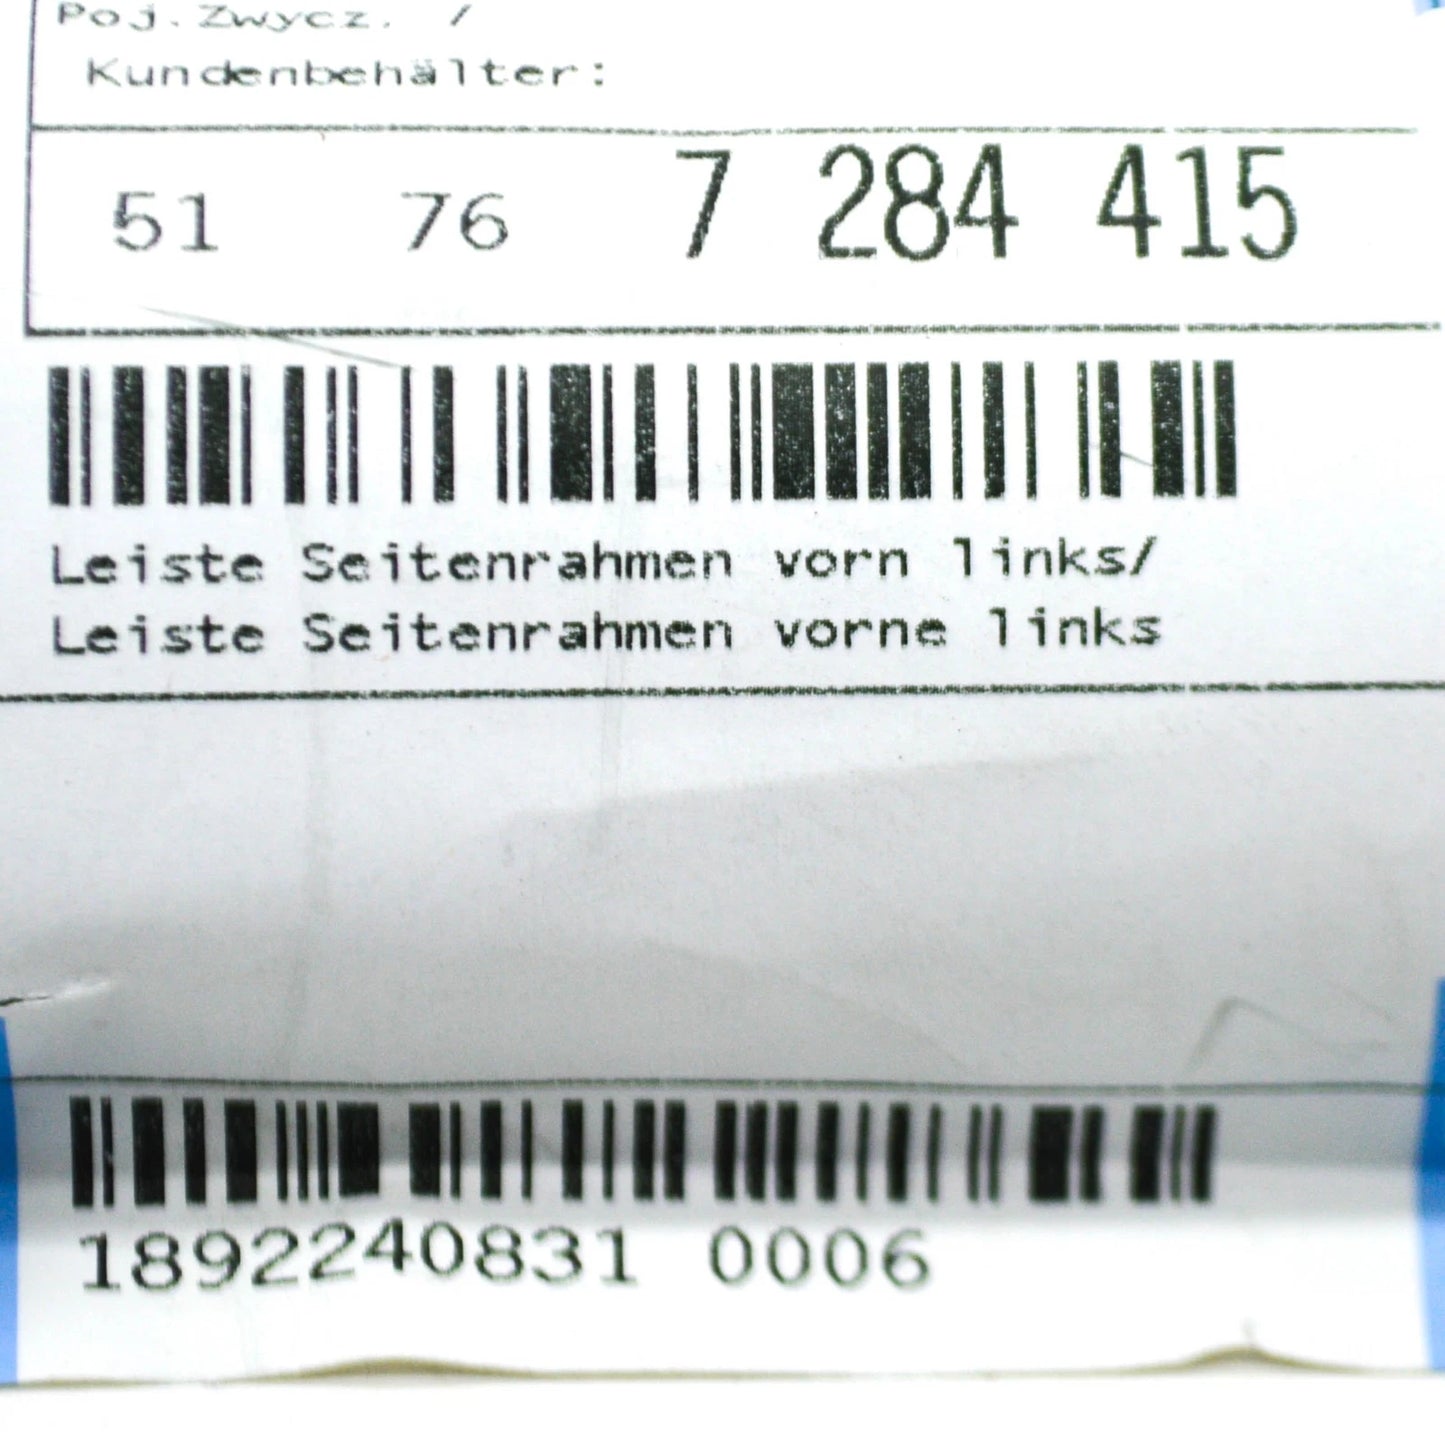 Poj.Zwycz. /
Kundenbehälter:
51 76 7 284 415
Leiste Seitenrahmen vorn links/
Leiste Seitenrahmen vorne links
1892240831 0006